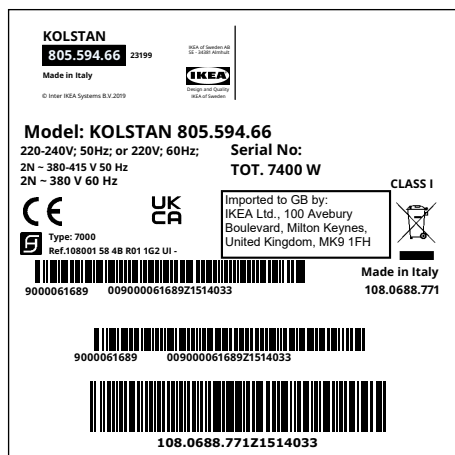 KOLSTAN
805.594.66 23199
Made in Italy
© Inter IKEA Systems B.V.2019
IKEA of Sweden AB
SE - 34381 Almhult
IKEA
Design and Quality
IKEA of Sweden
Model: KOLSTAN 805.594.66
220-240V; 50Hz; or 220V; 60Hz;
Serial No:
2N ~ 380-415 V 50 Hz
2N ~ 380 V 60 Hz
TOT. 7400 W
CLASS I
CE
UK
CA
Imported to GB by:
IKEA Ltd., 100 Avebury
Boulevard, Milton Keynes,
United Kingdom, MK9 1FH
Type: 7000
Ref.108001 58 4B R01 1G2 UI -
Made in Italy
108.0688.771
9000061689 009000061689Z1514033
9000061689 009000061689Z1514033
108.0688.771Z1514033